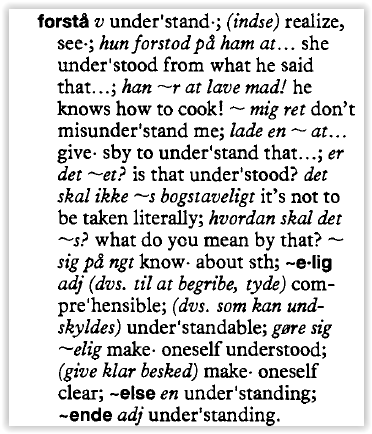 forstå v under'stand·; (indse) realize,
see·; hun forstod på ham at... she
under'stood from what he said
that...; han ~r at lave mad! he
knows how to cook! ~ mig ret don't
misunder'stand me; lade en ~ at...
give· sby to under'stand that...; er
det ~et? is that under'stood? det
skal ikke ~s bogstaveligt it's not to
be taken literally; hvordan skal det
~s? what do you mean by that? ~
sig på ngt know· about sth; ~e·lig
adj (dvs. til at begribe, tyde) com-
pre'hensible; (dvs. som kan und-
skyldes) under'standable; gøre sig
~elig make· oneself understood;
(give klar besked) make· oneself
clear; ~else en under'standing;
~ende adj under'standing.